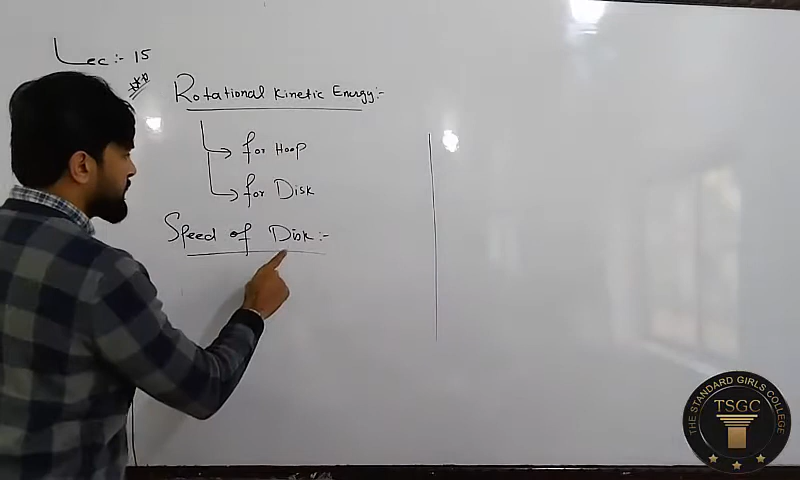 Lec :- 15
Rotational Kinetic Energy :-
for Hoop
for Disk
Speed of Disk :-
THE STANDARD GIRLS COLLEGE
TSGC